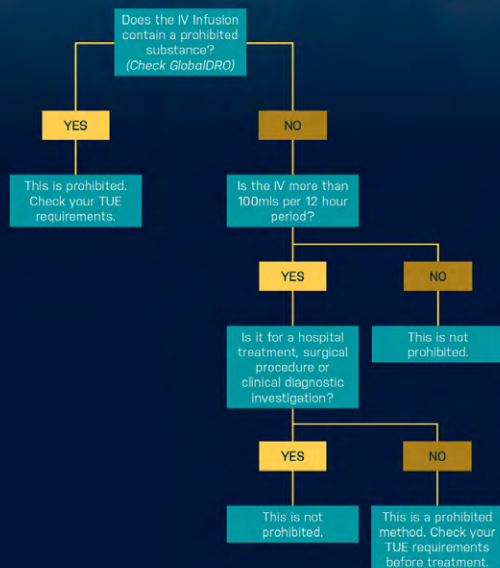 Does the IV Infusion
contain a prohibited
substance?
(Check GlobalDRO)
YES
NO
This is prohibited.
Check your TUE
requirements.
Is the IV more than
100mls per 12 hour
period?
YES
NO
Is it for a hospital
treatment, surgical
procedure or
clinical diagnostic
investigation?
This is not
prohibited.
YES
NO
This is not
prohibited.
This is a prohibited
method. Check your
TUE requirements
before treatment.